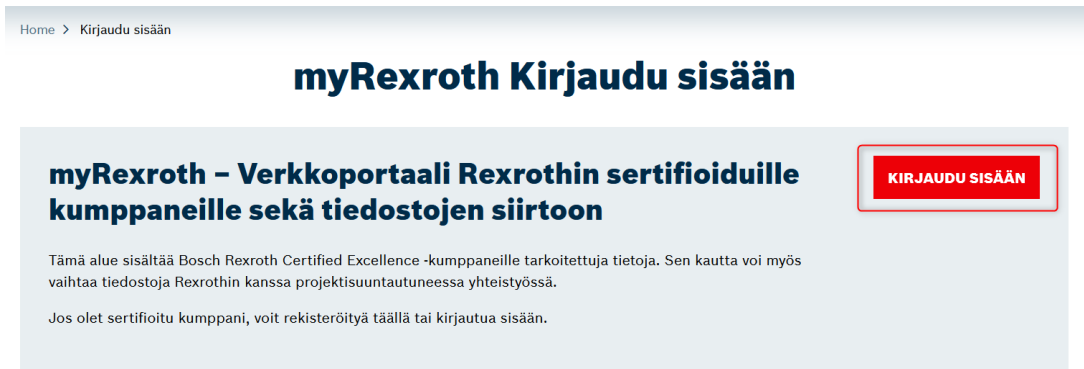 Home > Kirjaudu sisään
myRexroth Kirjaudu sisään
myRexroth – Verkkoportaali Rexrothin sertifioiduille
kumppaneille sekä tiedostojen siirtoon
KIRJAUDU SISÄÄN
Tämä alue sisältää Bosch Rexroth Certified Excellence -kumppaneille tarkoitettuja tietoja. Sen kautta voi myös
vaihtaa tiedostoja Rexrothin kanssa projektisuuntautuneessa yhteistyössä.
Jos olet sertifioitu kumppani, voit rekisteröityä täällä tai kirjautua sisään.